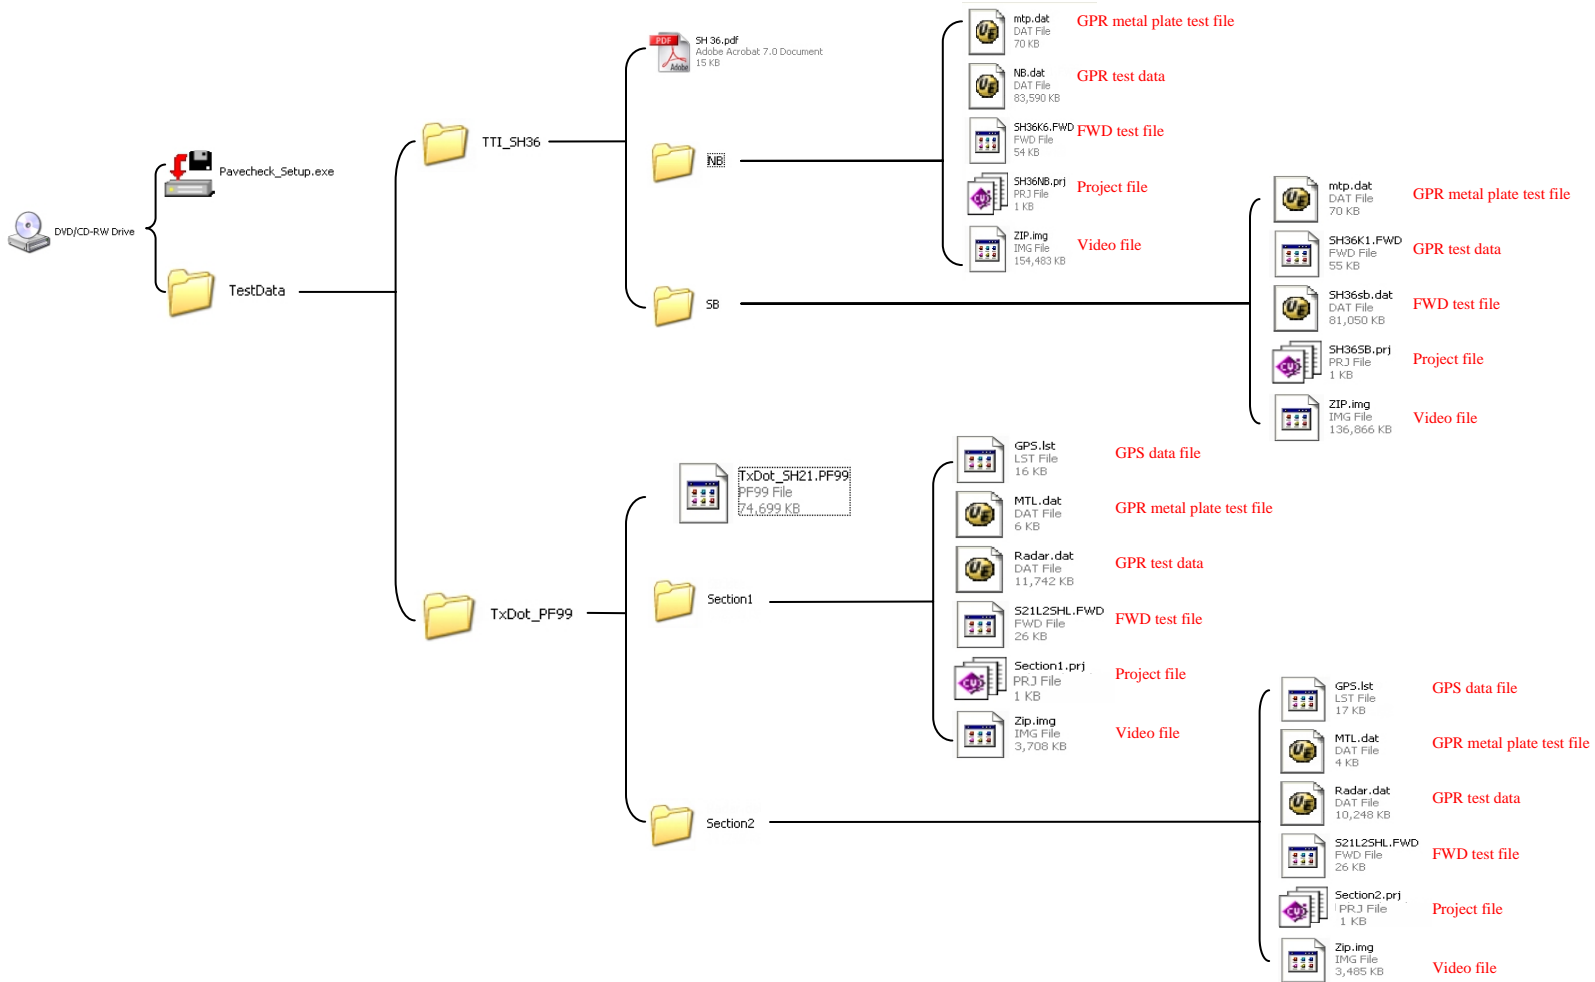 DVD/CD-RW Drive
Pavecheck_Setup.exe
TestData
TTI_SH36
SH 36.pdf
Adobe Acrobat 7.0 Document
15 KB
PDF
Adobe
NB
mtp.dat
DAT File
70 KB
GPR metal plate test file
NB.dat
DAT File
83,590 KB
GPR test data
SH36K6.FWD
FWD File
54 KB
FWD test file
SH36NB.prj
PRJ File
1 KB
Project file
ZIP.img
IMG File
154,483 KB
Video file
SB
mtp.dat
DAT File
70 KB
GPR metal plate test file
SH36K1.FWD
FWD File
55 KB
GPR test data
SH36sb.dat
DAT File
81,050 KB
FWD test file
SH36SB.prj
PRJ File
1 KB
Project file
ZIP.img
IMG File
136,866 KB
Video file
TxDot_PF99
TxDot_SH21.PF99
PF99 File
74,699 KB
Section1
GPS.lst
LST File
16 KB
GPS data file
MTL.dat
DAT File
6 KB
GPR metal plate test file
Radar.dat
DAT File
11,742 KB
GPR test data
S21L2SHL.FWD
FWD File
26 KB
FWD test file
Section1.prj
PRJ File
1 KB
Project file
Zip.img
IMG File
3,708 KB
Video file
Section2
GPS.lst
LST File
17 KB
GPS data file
MTL.dat
DAT File
4 KB
GPR metal plate test file
Radar.dat
DAT File
10,248 KB
GPR test data
S21L2SHL.FWD
FWD File
26 KB
FWD test file
Section2.prj
PRJ File
1 KB
Project file
Zip.img
IMG File
3,485 KB
Video file